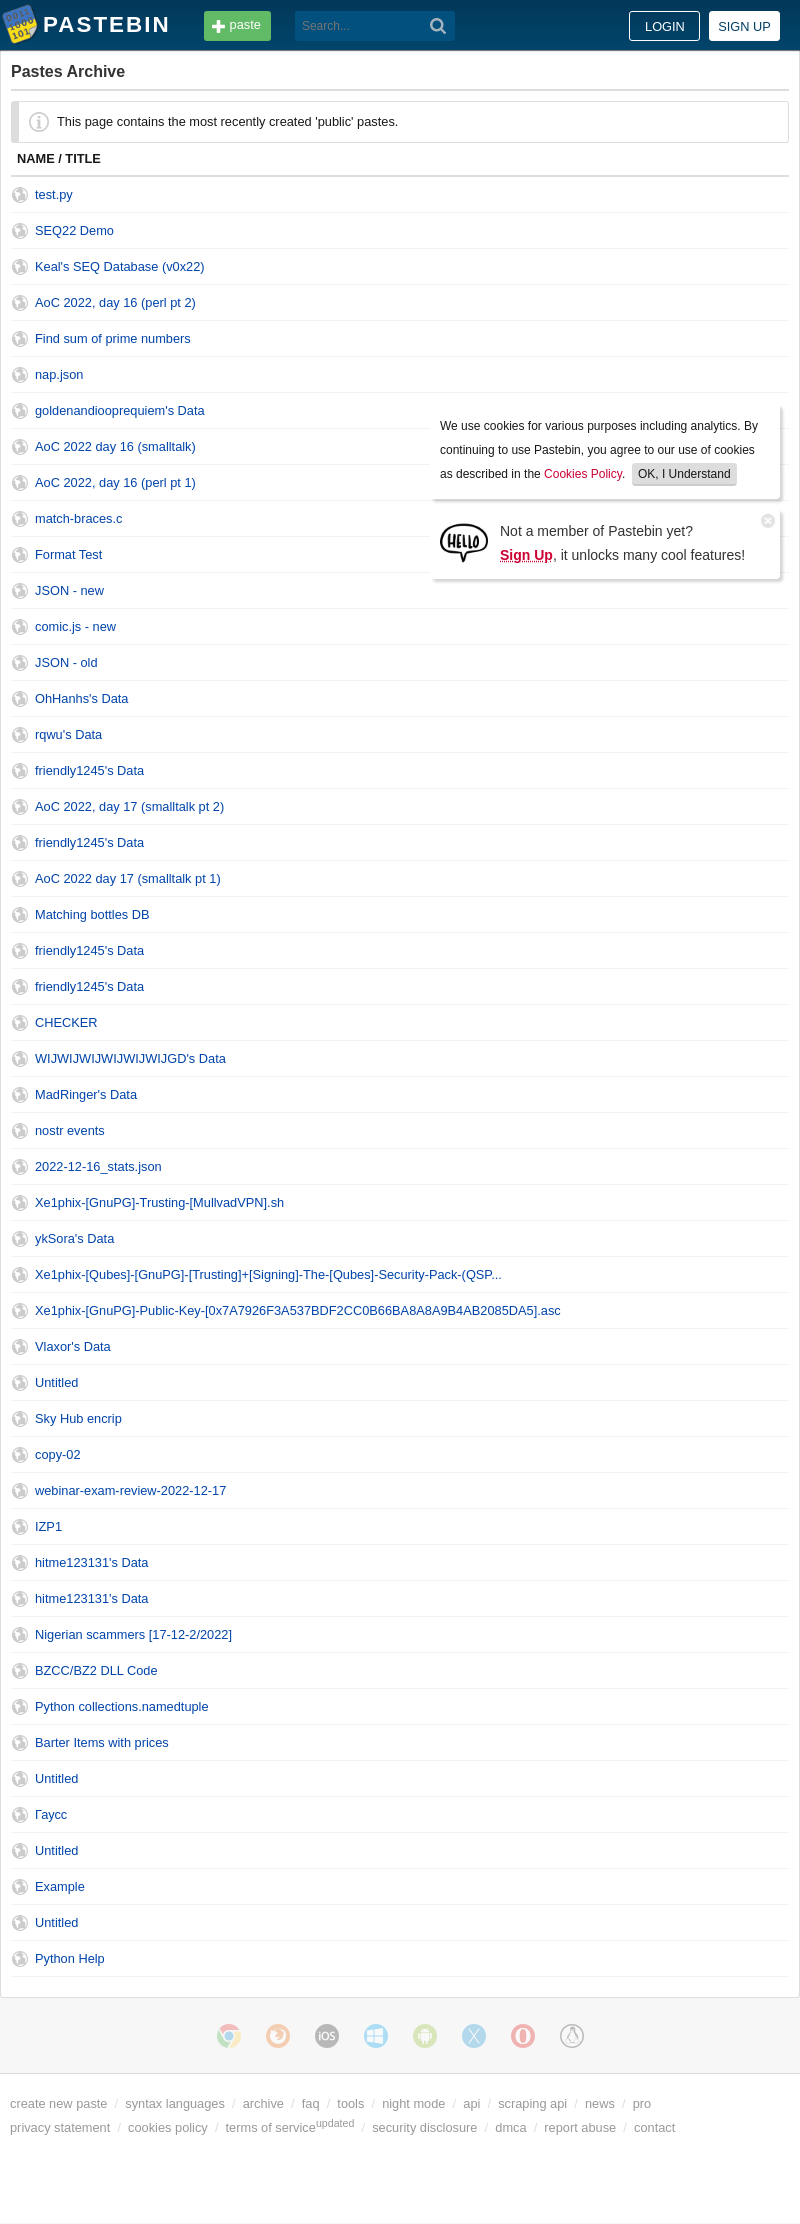 PASTEBIN
paste
Search...
LOGIN
SIGN UP
Pastes Archive
This page contains the most recently created 'public' pastes.
NAME / TITLE
test.py
SEQ22 Demo
Keal's SEQ Database (v0x22)
AoC 2022, day 16 (perl pt 2)
Find sum of prime numbers
nap.json
goldenandiooprequiem's Data
AoC 2022 day 16 (smalltalk)
AoC 2022, day 16 (perl pt 1)
match-braces.c
Format Test
We use cookies for various purposes including analytics. By
continuing to use Pastebin, you agree to our use of cookies
as described in the Cookies Policy. OK, I Understand
HELLO
Not a member of Pastebin yet?
Sign Up, it unlocks many cool features!
JSON - new
comic.js - new
JSON - old
OhHanhs's Data
rqwu's Data
friendly1245's Data
AoC 2022, day 17 (smalltalk pt 2)
friendly1245's Data
AoC 2022 day 17 (smalltalk pt 1)
Matching bottles DB
friendly1245's Data
friendly1245's Data
CHECKER
WIJWIJWIJWIJWIJWIJGD's Data
MadRinger's Data
nostr events
2022-12-16_stats.json
Xe1phix-[GnuPG]-Trusting-[MullvadVPN].sh
ykSora's Data
Xe1phix-[Qubes]-[GnuPG]-[Trusting]+[Signing]-The-[Qubes]-Security-Pack-(QSP...
Xe1phix-[GnuPG]-Public-Key-[0x7A7926F3A537BDF2CC0B66BA8A8A9B4AB2085DA5].asc
Vlaxor's Data
Untitled
Sky Hub encrip
copy-02
webinar-exam-review-2022-12-17
IZP1
hitme123131's Data
hitme123131's Data
Nigerian scammers [17-12-2/2022]
BZCC/BZ2 DLL Code
Python collections.namedtuple
Barter Items with prices
Untitled
Гаусс
Untitled
Example
Untitled
Python Help
iOS
create new paste / syntax languages / archive / faq / tools / night mode / api / scraping api / news / pro
privacy statement / cookies policy / terms of service updated / security disclosure / dmca / report abuse / contact